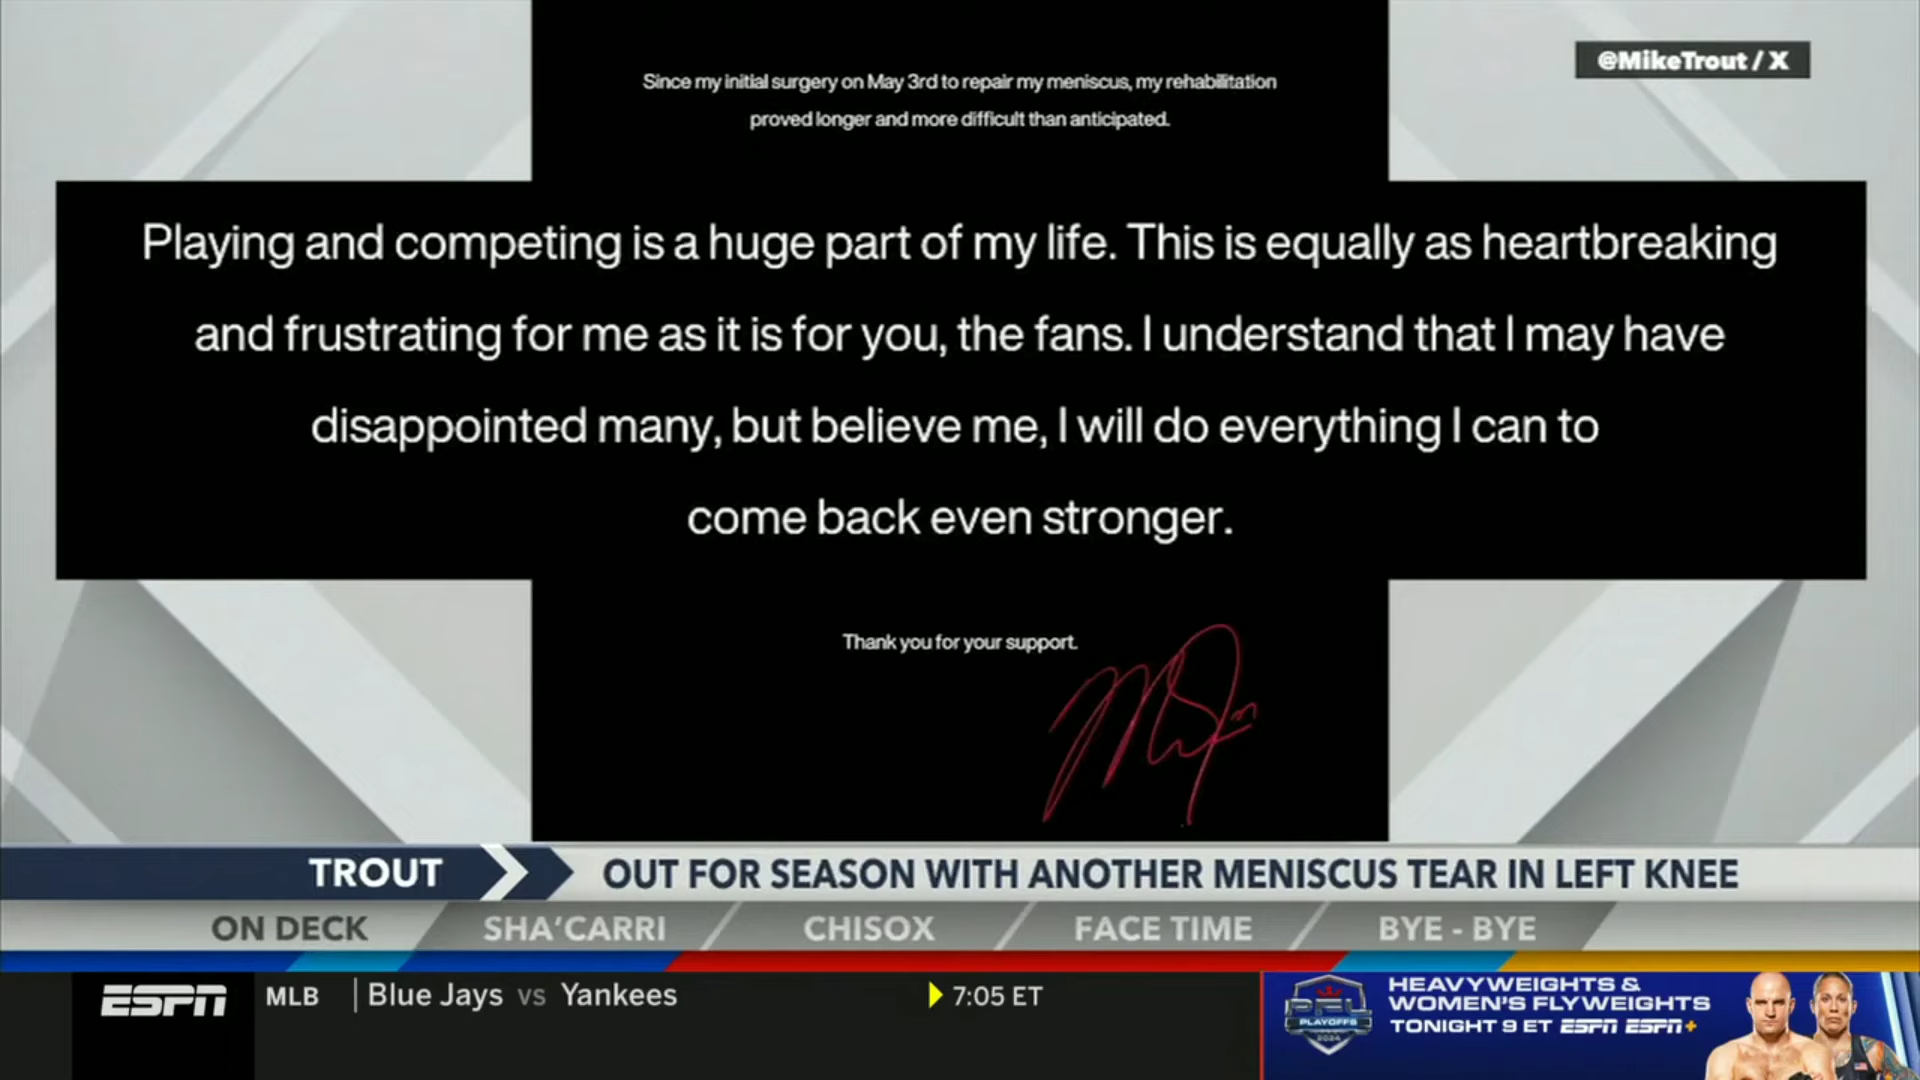 @MikeTrout / X
Since my initial surgery on May 3rd to repair my meniscus, my rehabilitation
proved longer and more difficult than anticipated.
Playing and competing is a huge part of my life. This is equally as heartbreaking
and frustrating for me as it is for you, the fans. I understand that I may have
disappointed many, but believe me, I will do everything I can to
come back even stronger.
Thank you for your support.
TROUT
OUT FOR SEASON WITH ANOTHER MENISCUS TEAR IN LEFT KNEE
ON DECK
SHA'CARRI
CHISOX
FACE TIME
BYE - BYE
ESPN
MLB
Blue Jays vs Yankees
7:05 ET
PFL
PLAYOFFS
2024
HEAVYWEIGHTS &
WOMEN'S FLYWEIGHTS
TONIGHT 9 ET ESPN ESPN+